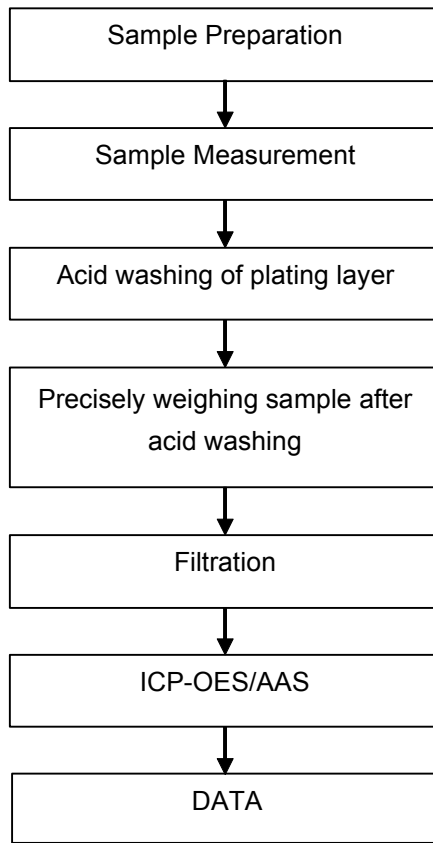 Sample Preparation
Sample Measurement
Acid washing of plating layer
Precisely weighing sample after
acid washing
Filtration
ICP-OES/AAS
DATA